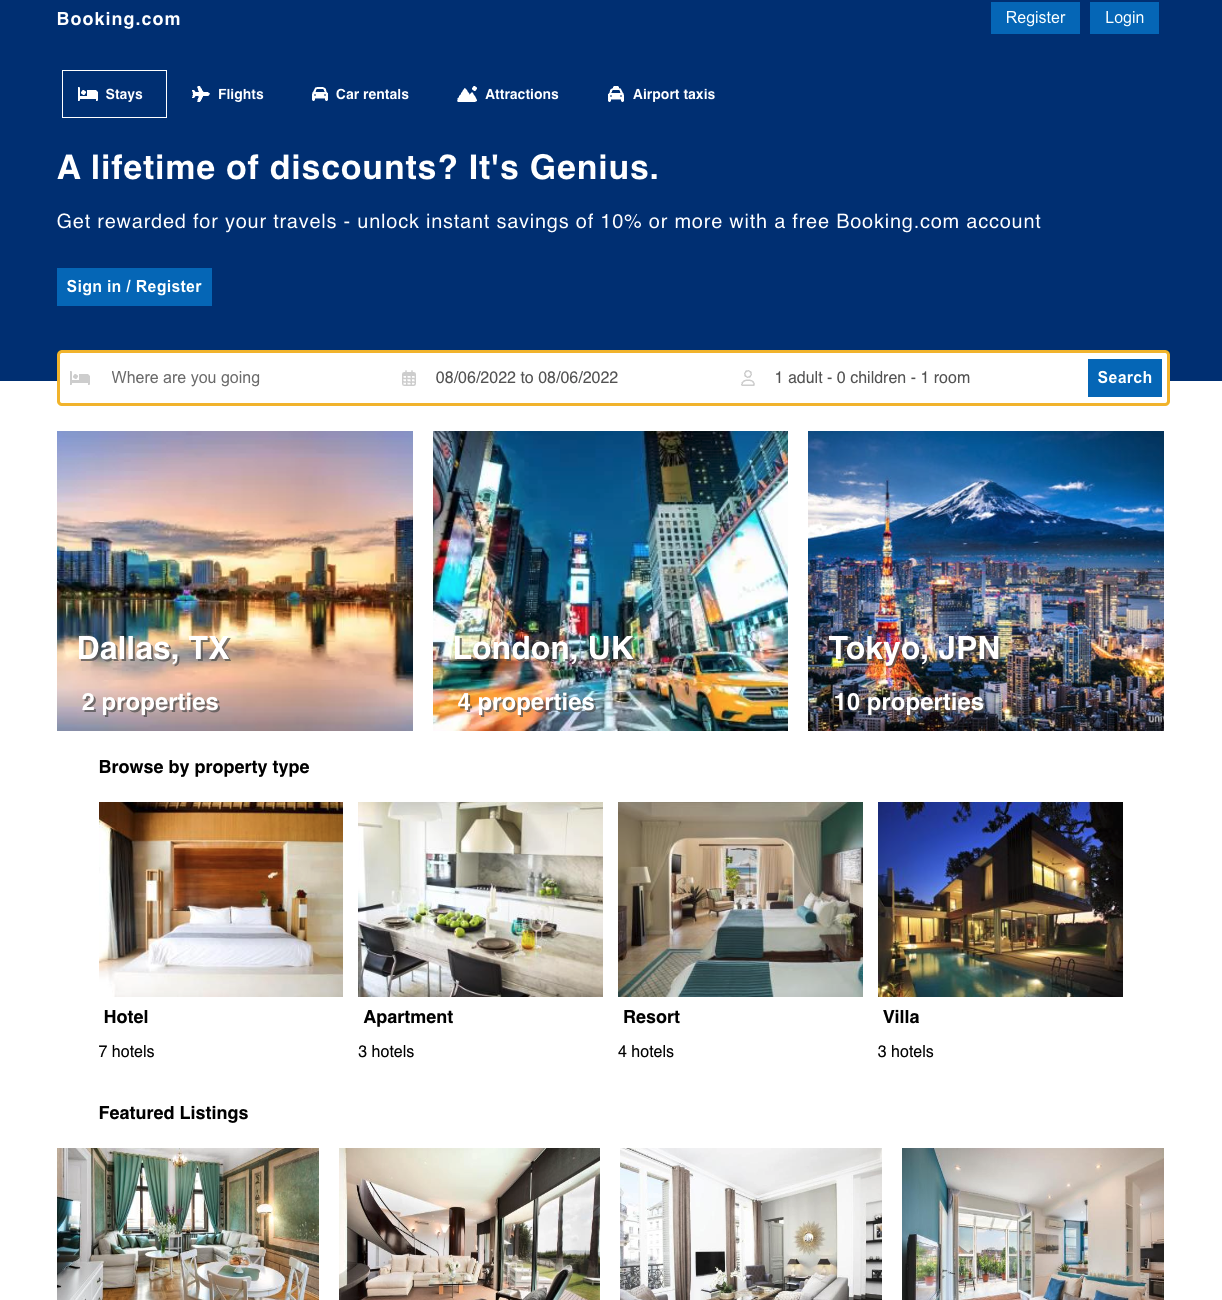 Booking.com
Register
Login
Stays
Flights
Car rentals
Attractions
Airport taxis
A lifetime of discounts? It's Genius.
Get rewarded for your travels - unlock instant savings of 10% or more with a free Booking.com account
Sign in / Register
Where are you going
08/06/2022 to 08/06/2022
1 adult - 0 children - 1 room
Search
Dallas, TX
2 properties
London, UK
4 properties
Tokyo, JPN
10 properties
Browse by property type
Hotel
7 hotels
Apartment
3 hotels
Resort
4 hotels
Villa
3 hotels
Featured Listings